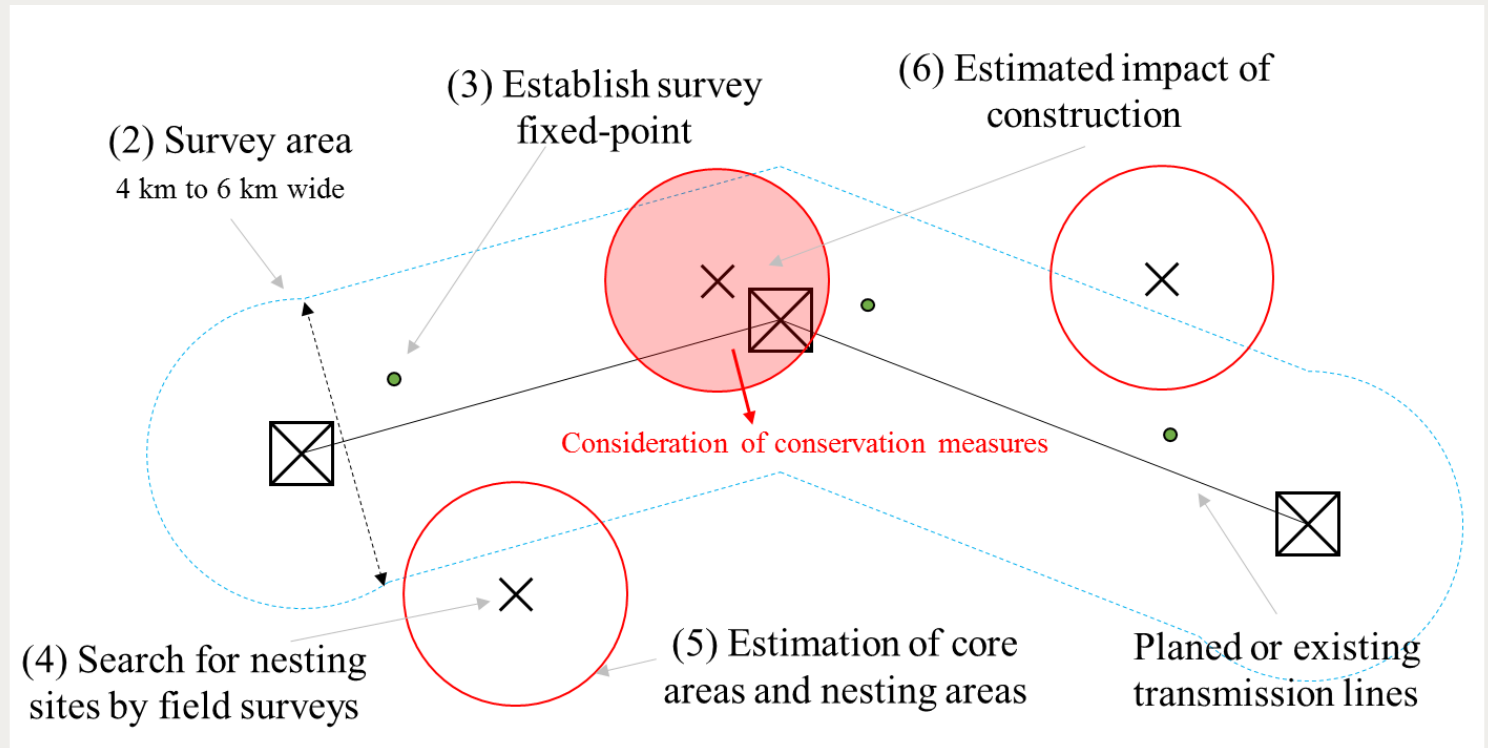 (2) Survey area
4 km to 6 km wide
(3) Establish survey
fixed-point
(6) Estimated impact of
construction
Consideration of conservation measures
(4) Search for nesting
sites by field surveys
(5) Estimation of core
areas and nesting areas
Planed or existing
transmission lines